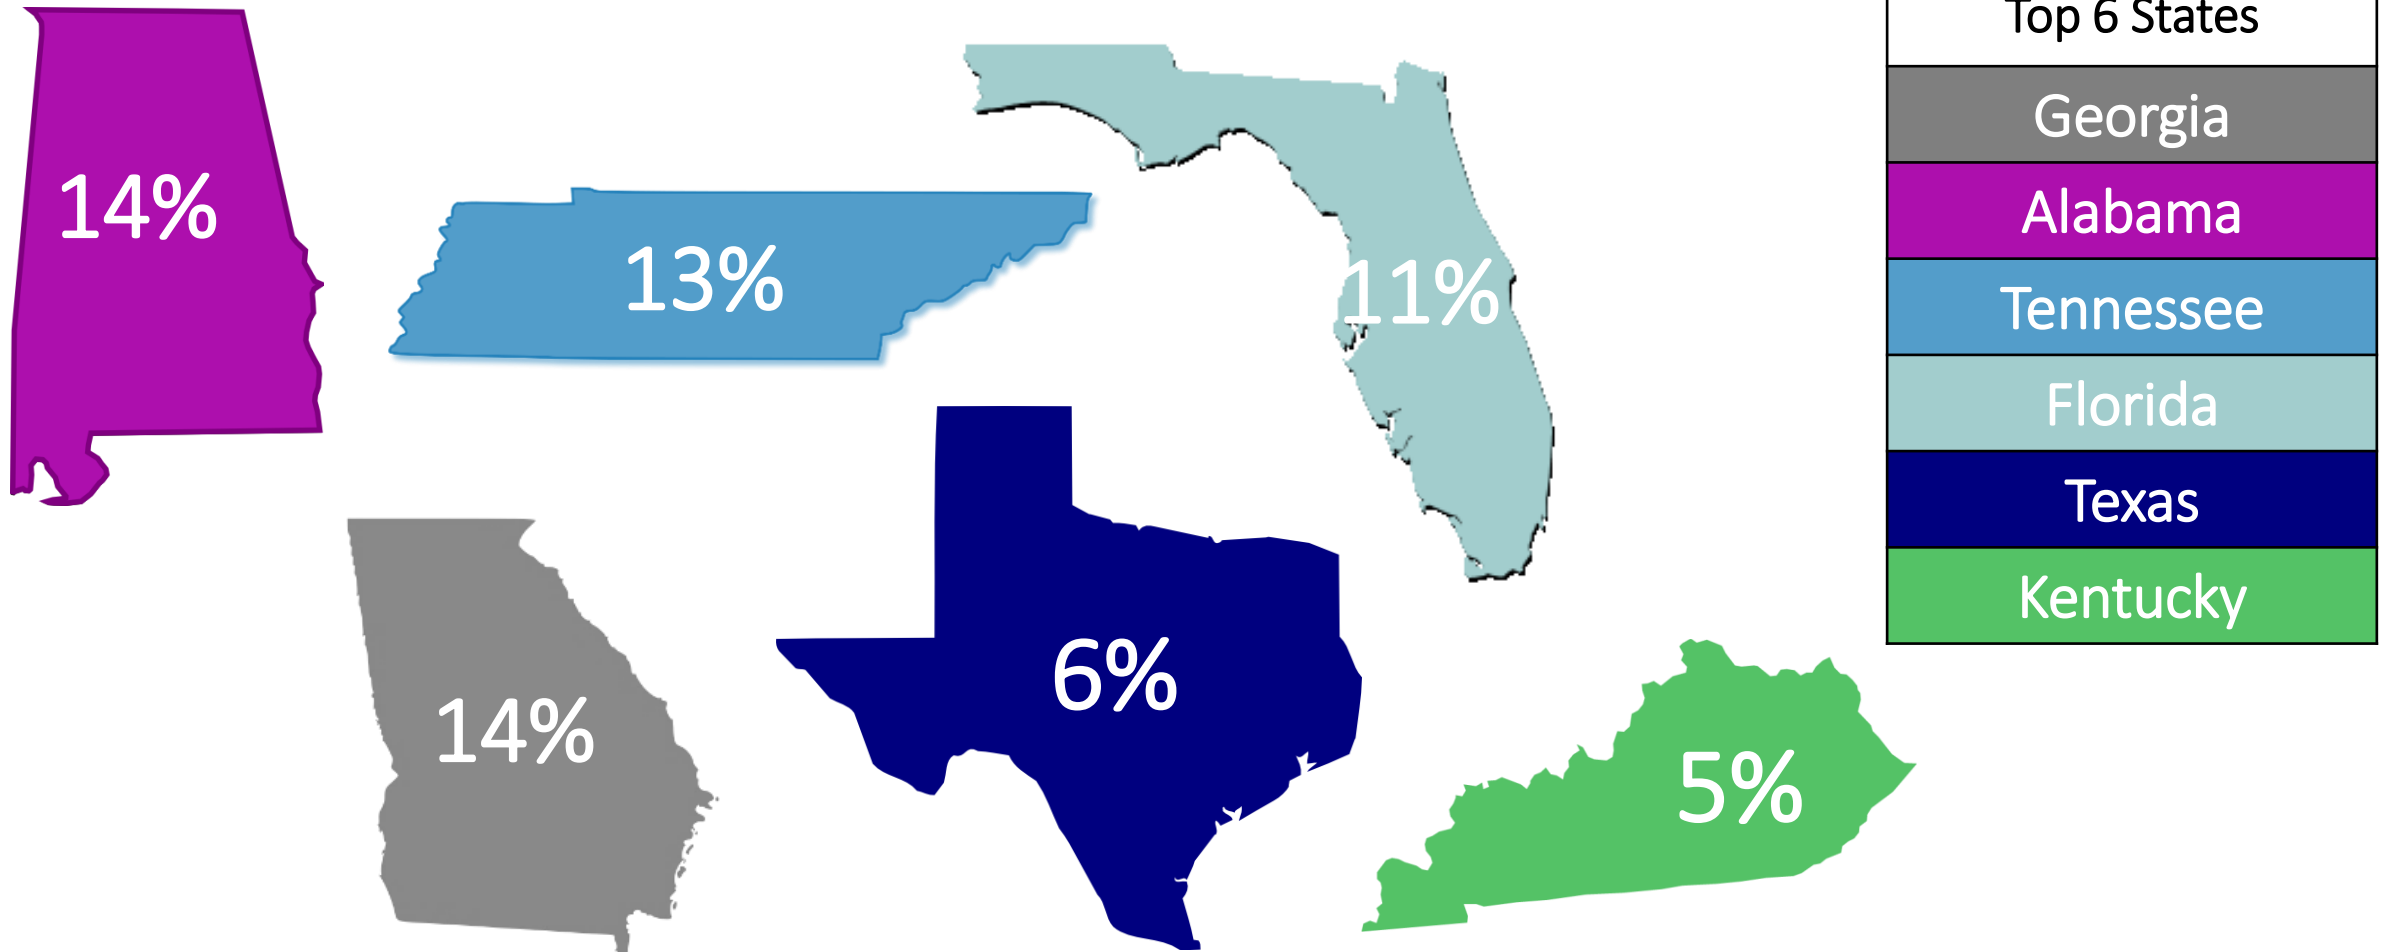 Top 6 States
Georgia
Alabama
Tennessee
Florida
Texas
Kentucky
14%
13%
11%
14%
6%
5%